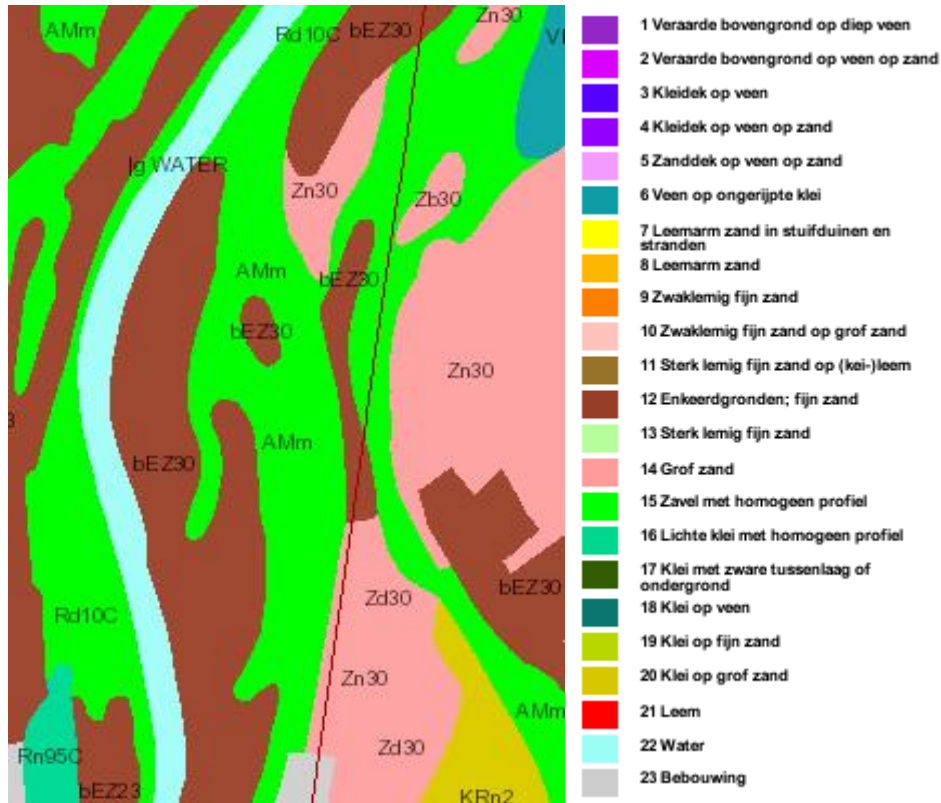 Zn30
AMm
Rd10C
bEZ30
Jg WATER
Zn30
Zb30
AMm
bEZ30
bEZ30
Zn30
AMm
bEZ30
bEZ30
Zd30
Rd10C
Zn30
AMm
Zd30
Rn95C
bEZ23
KRn2
1 Veraarde bovengrond op diep veen
2 Veraarde bovengrond op veen op zand
3 Kleidek op veen
4 Kleidek op veen op zand
5 Zanddek op veen op zand
6 Veen op ongerijpte klei
7 Leemarm zand in stuifduinen en
stranden
8 Leemarm zand
9 Zwaklemig fijn zand
10 Zwaklemig fijn zand op grof zand
11 Sterk lemig fijn zand op (kei-)leem
12 Enkeerdgronden; fijn zand
13 Sterk lemig fijn zand
14 Grof zand
15 Zavel met homogeen profiel
16 Lichte klei met homogeen profiel
17 Klei met zware tussenlaag of
ondergrond
18 Klei op veen
19 Klei op fijn zand
20 Klei op grof zand
21 Leem
22 Water
23 Bebouwing